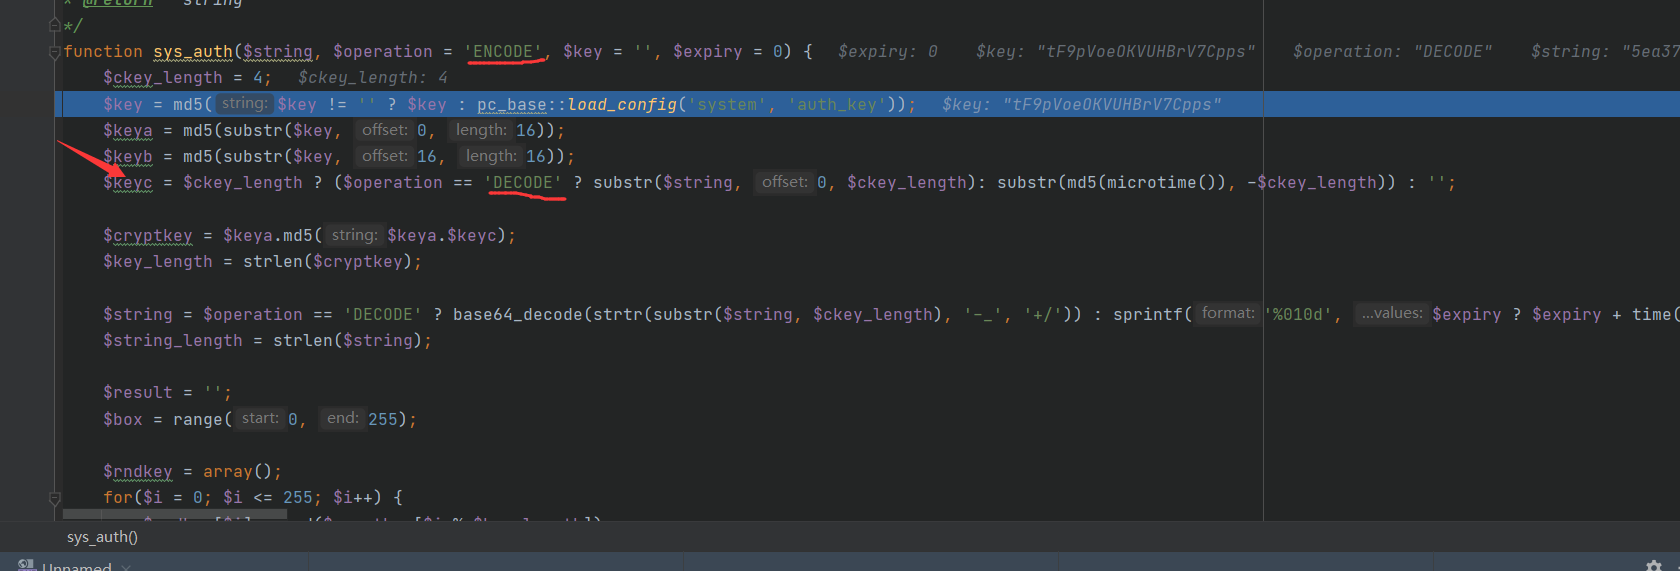 * @return string
*/
function sys_auth($string, $operation = 'ENCODE', $key = '', $expiry = 0) { $expiry: 0 $key: "tF9pVoeOKVUHBrV7Cpps" $operation: "DECODE" $string: "5ea37
$ckey_length = 4; $ckey_length: 4
$key = md5( string: $key != '' ? $key : pc_base::load_config('system', 'auth_key')); $key: "tF9pVoeOKVUHBrV7Cpps"
$keya = md5(substr($key, offset: 0, length: 16));
$keyb = md5(substr($key, offset: 16, length: 16));
$keyc = $ckey_length ? ($operation == 'DECODE' ? substr($string, offset: 0, $ckey_length): substr(md5(microtime()), -$ckey_length)) : '';
$cryptkey = $keya.md5( string: $keya.$keyc);
$key_length = strlen($cryptkey);
$string = $operation == 'DECODE' ? base64_decode(strtr(substr($string, $ckey_length), '-_', '+/')) : sprintf( format: '%010d', ...values: $expiry ? $expiry + time(
$string_length = strlen($string);
$result = '';
$box = range( start: 0, end: 255);
$rndkey = array();
for($i = 0; $i <= 255; $i++) {
sys_auth()
Unnamed